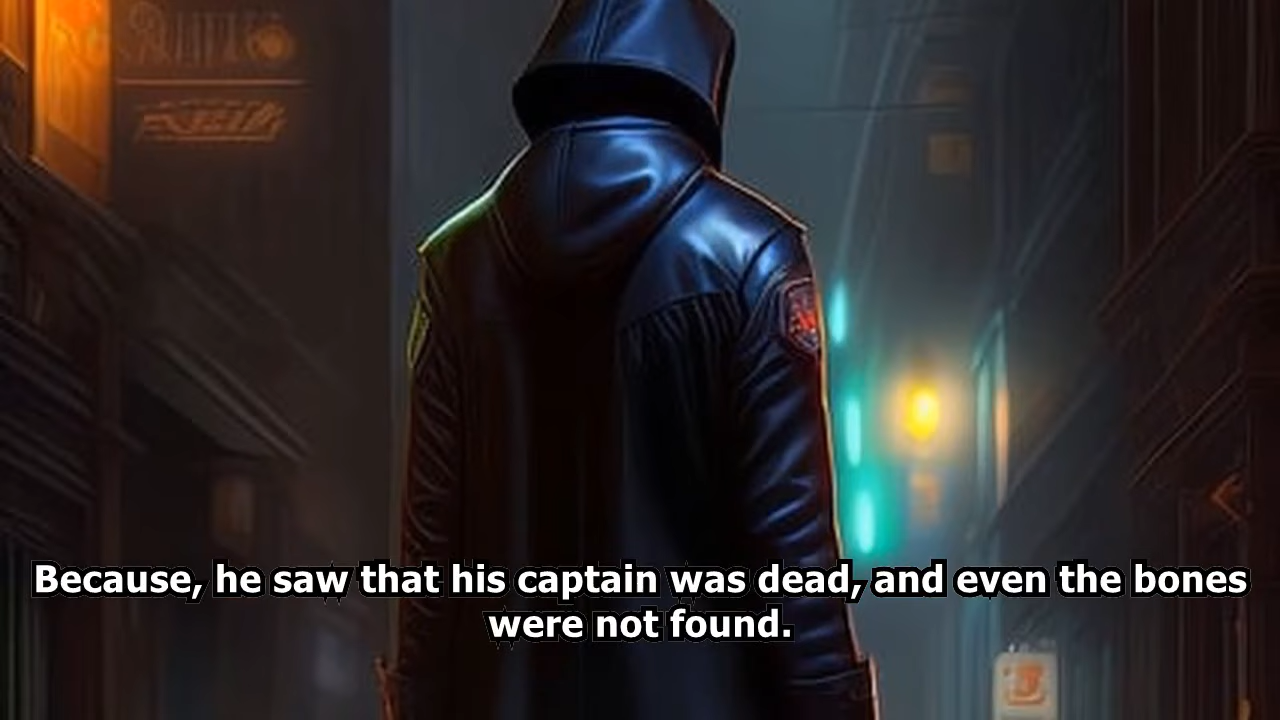 Because, he saw that his captain was dead, and even the bones
were not found.